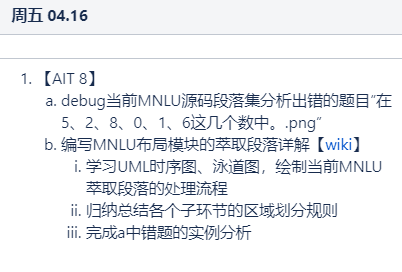 周五 04.16
1. 【AIT 8】
a. debug当前MNLU源码段落集分析出错的题目“在
5、2、8、0、1、6这几个数中。.png”
b. 编写MNLU布局模块的萃取段落详解【wiki】
i. 学习UML时序图、泳道图，绘制当前MNLU
萃取段落的处理流程
ii. 归纳总结各个子环节的区域划分规则
iii. 完成a中错题的实例分析